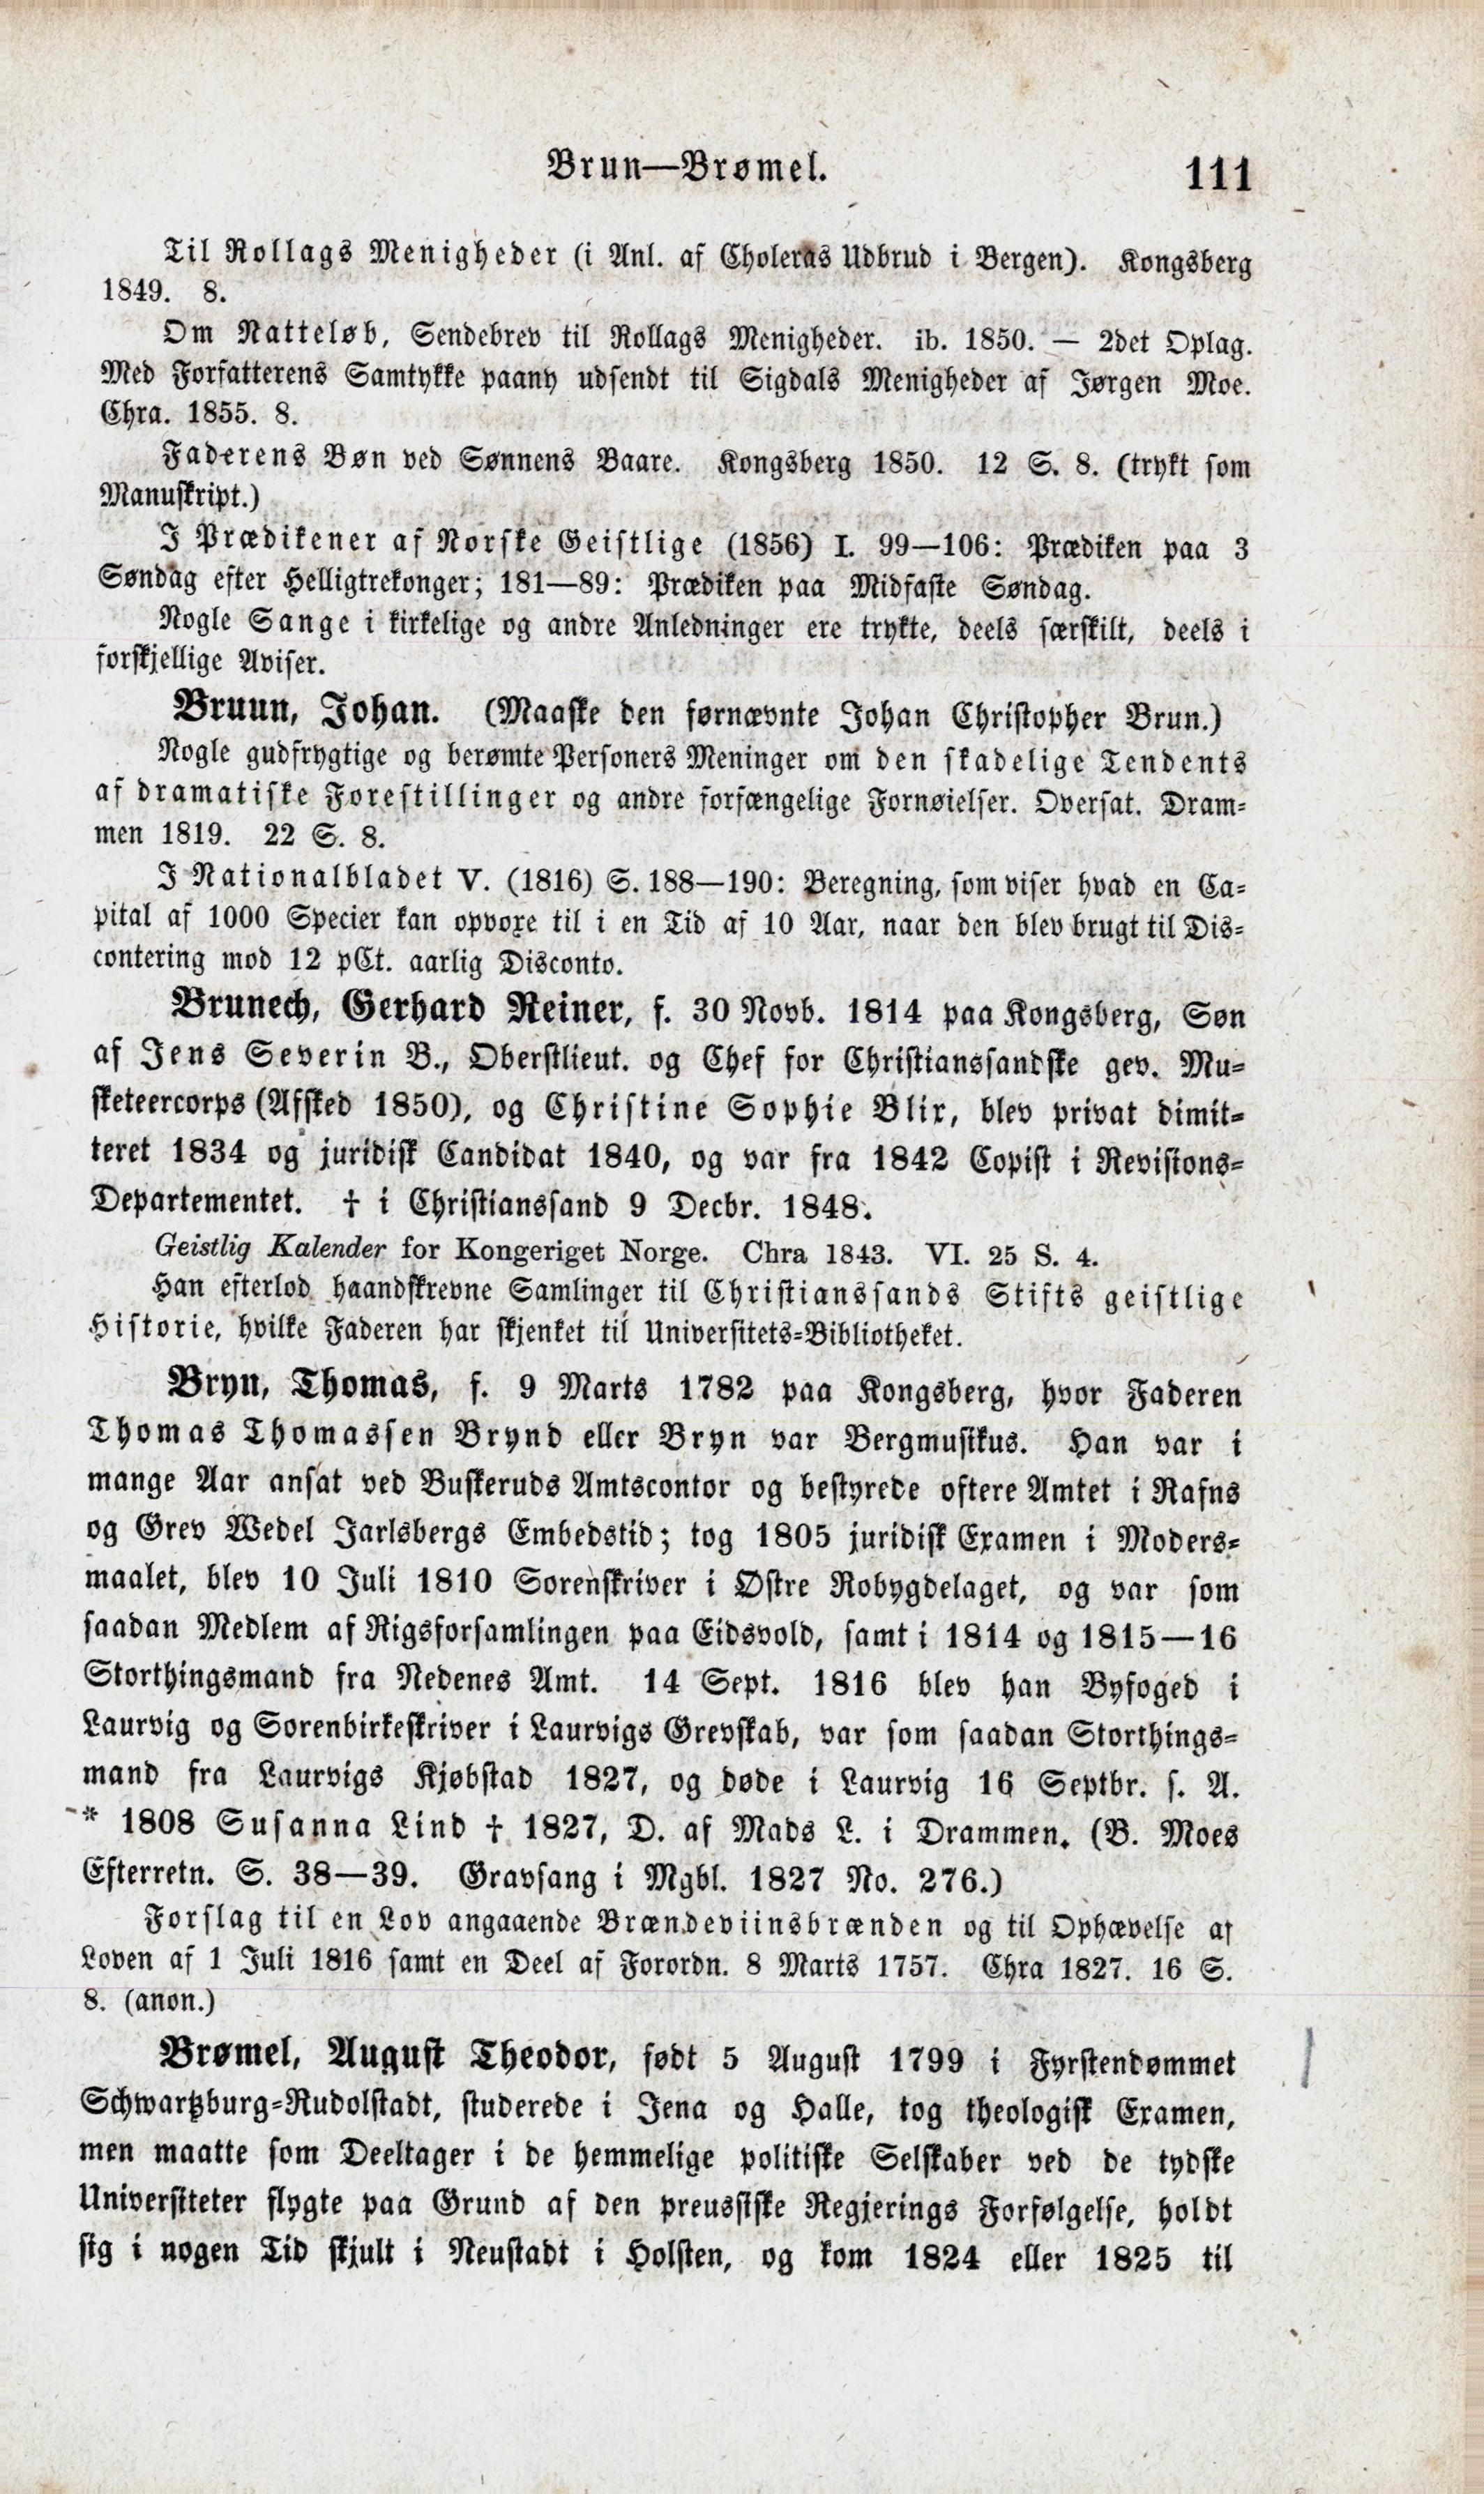 Brun—Brømel.
111
Til Rollags Menigheder (i Anl. af Choleras Udbrud i Bergen). Kongsberg
1849. 8.
Om Natteløb, Sendebrev til Rollags Menigheder. ib. 1850. — 2det Oplag.
Med Forfatterens Samtykke paany udsendt til Sigdals Menigheder af Jørgen Moe.
Chra. 1855. 8.
Faderens Bøn ved Sønnens Baare. Kongsberg 1850. 12 S. 8. (trykt som
Manuskript.)
I Prædikener af Norske Geistlige (1856) I. 99—106: Prædiken paa 3
Søndag efter Helligtrekonger; 181—89: Prædiken paa Midfaste Søndag.
Nogle Sange i kirkelige og andre Anledninger ere trykte, deels særskilt, deels i
forskjellige Aviser.
Bruun, Johan. (Maaske den førnævnte Johan Christopher Brun.)
Nogle gudfrygtige og berømte Personers Meninger om den skadelige Tendents
af dramatiske Forestillinger og andre forfængelige Fornøielser. Oversat. Dram-
men 1819. 22 S. 8.
I Nationalbladet V. (1816) S. 188—190: Beregning, som viser hvad en Ca-
pital af 1000 Specier kan opvoxe til i en Tid af 10 Aar, naar den blev brugt til Dis-
contering mod 12 pCt. aarlig Disconto.
Brunech, Gerhard Reiner, f. 30 Novb. 1814 paa Kongsberg, Søn
af Jens Severin B., Oberstlieut. og Chef for Christianssandske gev. Mu-
sketeercorps (Afsked 1850), og Christine Sophie Blix, blev privat dimit-
teret 1834 og juridisk Candidat 1840, og var fra 1842 Copist i Revisions-
Departementet. † i Christianssand 9 Decbr. 1848.
Geistlig Kalender for Kongeriget Norge. Chra 1843. VI. 25 S. 4.
Han efterlod haandskrevne Samlinger til Christianssands Stifts geistlige
Historie, hvilke Faderen har skjenket til Universitets-Bibliotheket.
Bryn, Thomas, f. 9 Marts 1782 paa Kongsberg, hvor Faderen
Thomas Thomassen Brynd eller Bryn var Bergmusikus. Han var i
mange Aar ansat ved Buskeruds Amtscontor og bestyrede oftere Amtet i Rafns
og Grev Wedel Jarlsbergs Embedstid; tog 1805 juridisk Examen i Moders-
maalet, blev 10 Juli 1810 Sorenskriver i Østre Robygdelaget, og var som
saadan Medlem af Rigsforsamlingen paa Eidsvold, samt i 1814 og 1815—16
Storthingsmand fra Nedenes Amt. 14 Sept. 1816 blev han Byfoged i
Laurvig og Sorenbirkeskriver i Laurvigs Grevskab, var som saadan Storthings-
mand fra Laurvigs Kjøbstad 1827, og døde i Laurvig 16 Septbr. s. A.
* 1808 Susanna Lind † 1827, D. af Mads L. i Drammen. (B. Moes
Efterretn. S. 38—39. Gravsang i Mgbl. 1827 No. 276.)
Forslag til en Lov angaaende Brændeviinsbrænden og til Ophævelse af
Loven af 1 Juli 1816 samt en Deel af Forordn. 8 Marts 1757. Chra 1827. 16 S.
8. (anon.)
Brømel, August Theodor, født 5 August 1799 i Fyrstendømmet
Schwartzburg-Rudolstadt, studerede i Jena og Halle, tog theologisk Examen,
men maatte som Deeltager i de hemmelige politiske Selskaber ved de tydske
Universiteter flygte paa Grund af den preussiske Regjerings Forfølgelse, holdt
sig i nogen Tid skjult i Neustadt i Holsten, og kom 1824 eller 1825 til